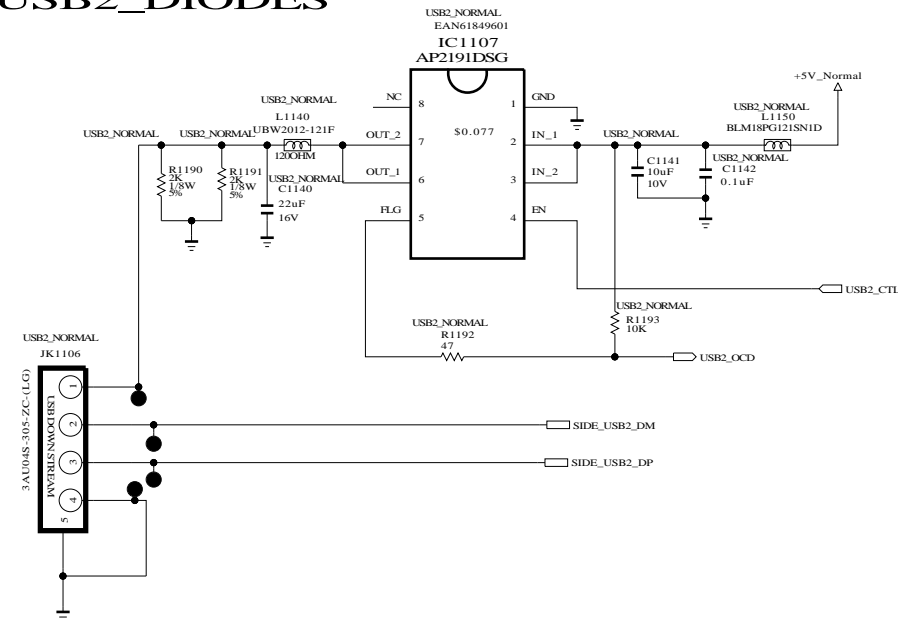 USB2_DIODES
USB2_NORMAL
EAN61849601
IC1107
AP2191DSG
+5V_Normal
USB2_NORMAL
L1140
UBW2012-121F
120OHM
NC
8
1
GND
USB2_NORMAL
L1150
BLM18PG121SN1D
USB2_NORMAL
USB2_NORMAL
OUT_2
7
$0.077
2
IN_1
USB2_NORMAL
R1190
2K
1/8W
5%
R1191
2K
1/8W
5%
USB2_NORMAL
C1140
22uF
16V
OUT_1
6
3
IN_2
C1141
10uF
10V
USB2_NORMAL
C1142
0.1uF
FLG
5
4
EN
USB2_CTL
USB2_NORMAL
R1193
10K
USB2_NORMAL
R1192
47
USB2_OCD
USB2_NORMAL
JK1106
3AU04S-305-ZC-(LG)
USB DOWN STREAM
1
2
3
4
5
SIDE_USB2_DM
SIDE_USB2_DP